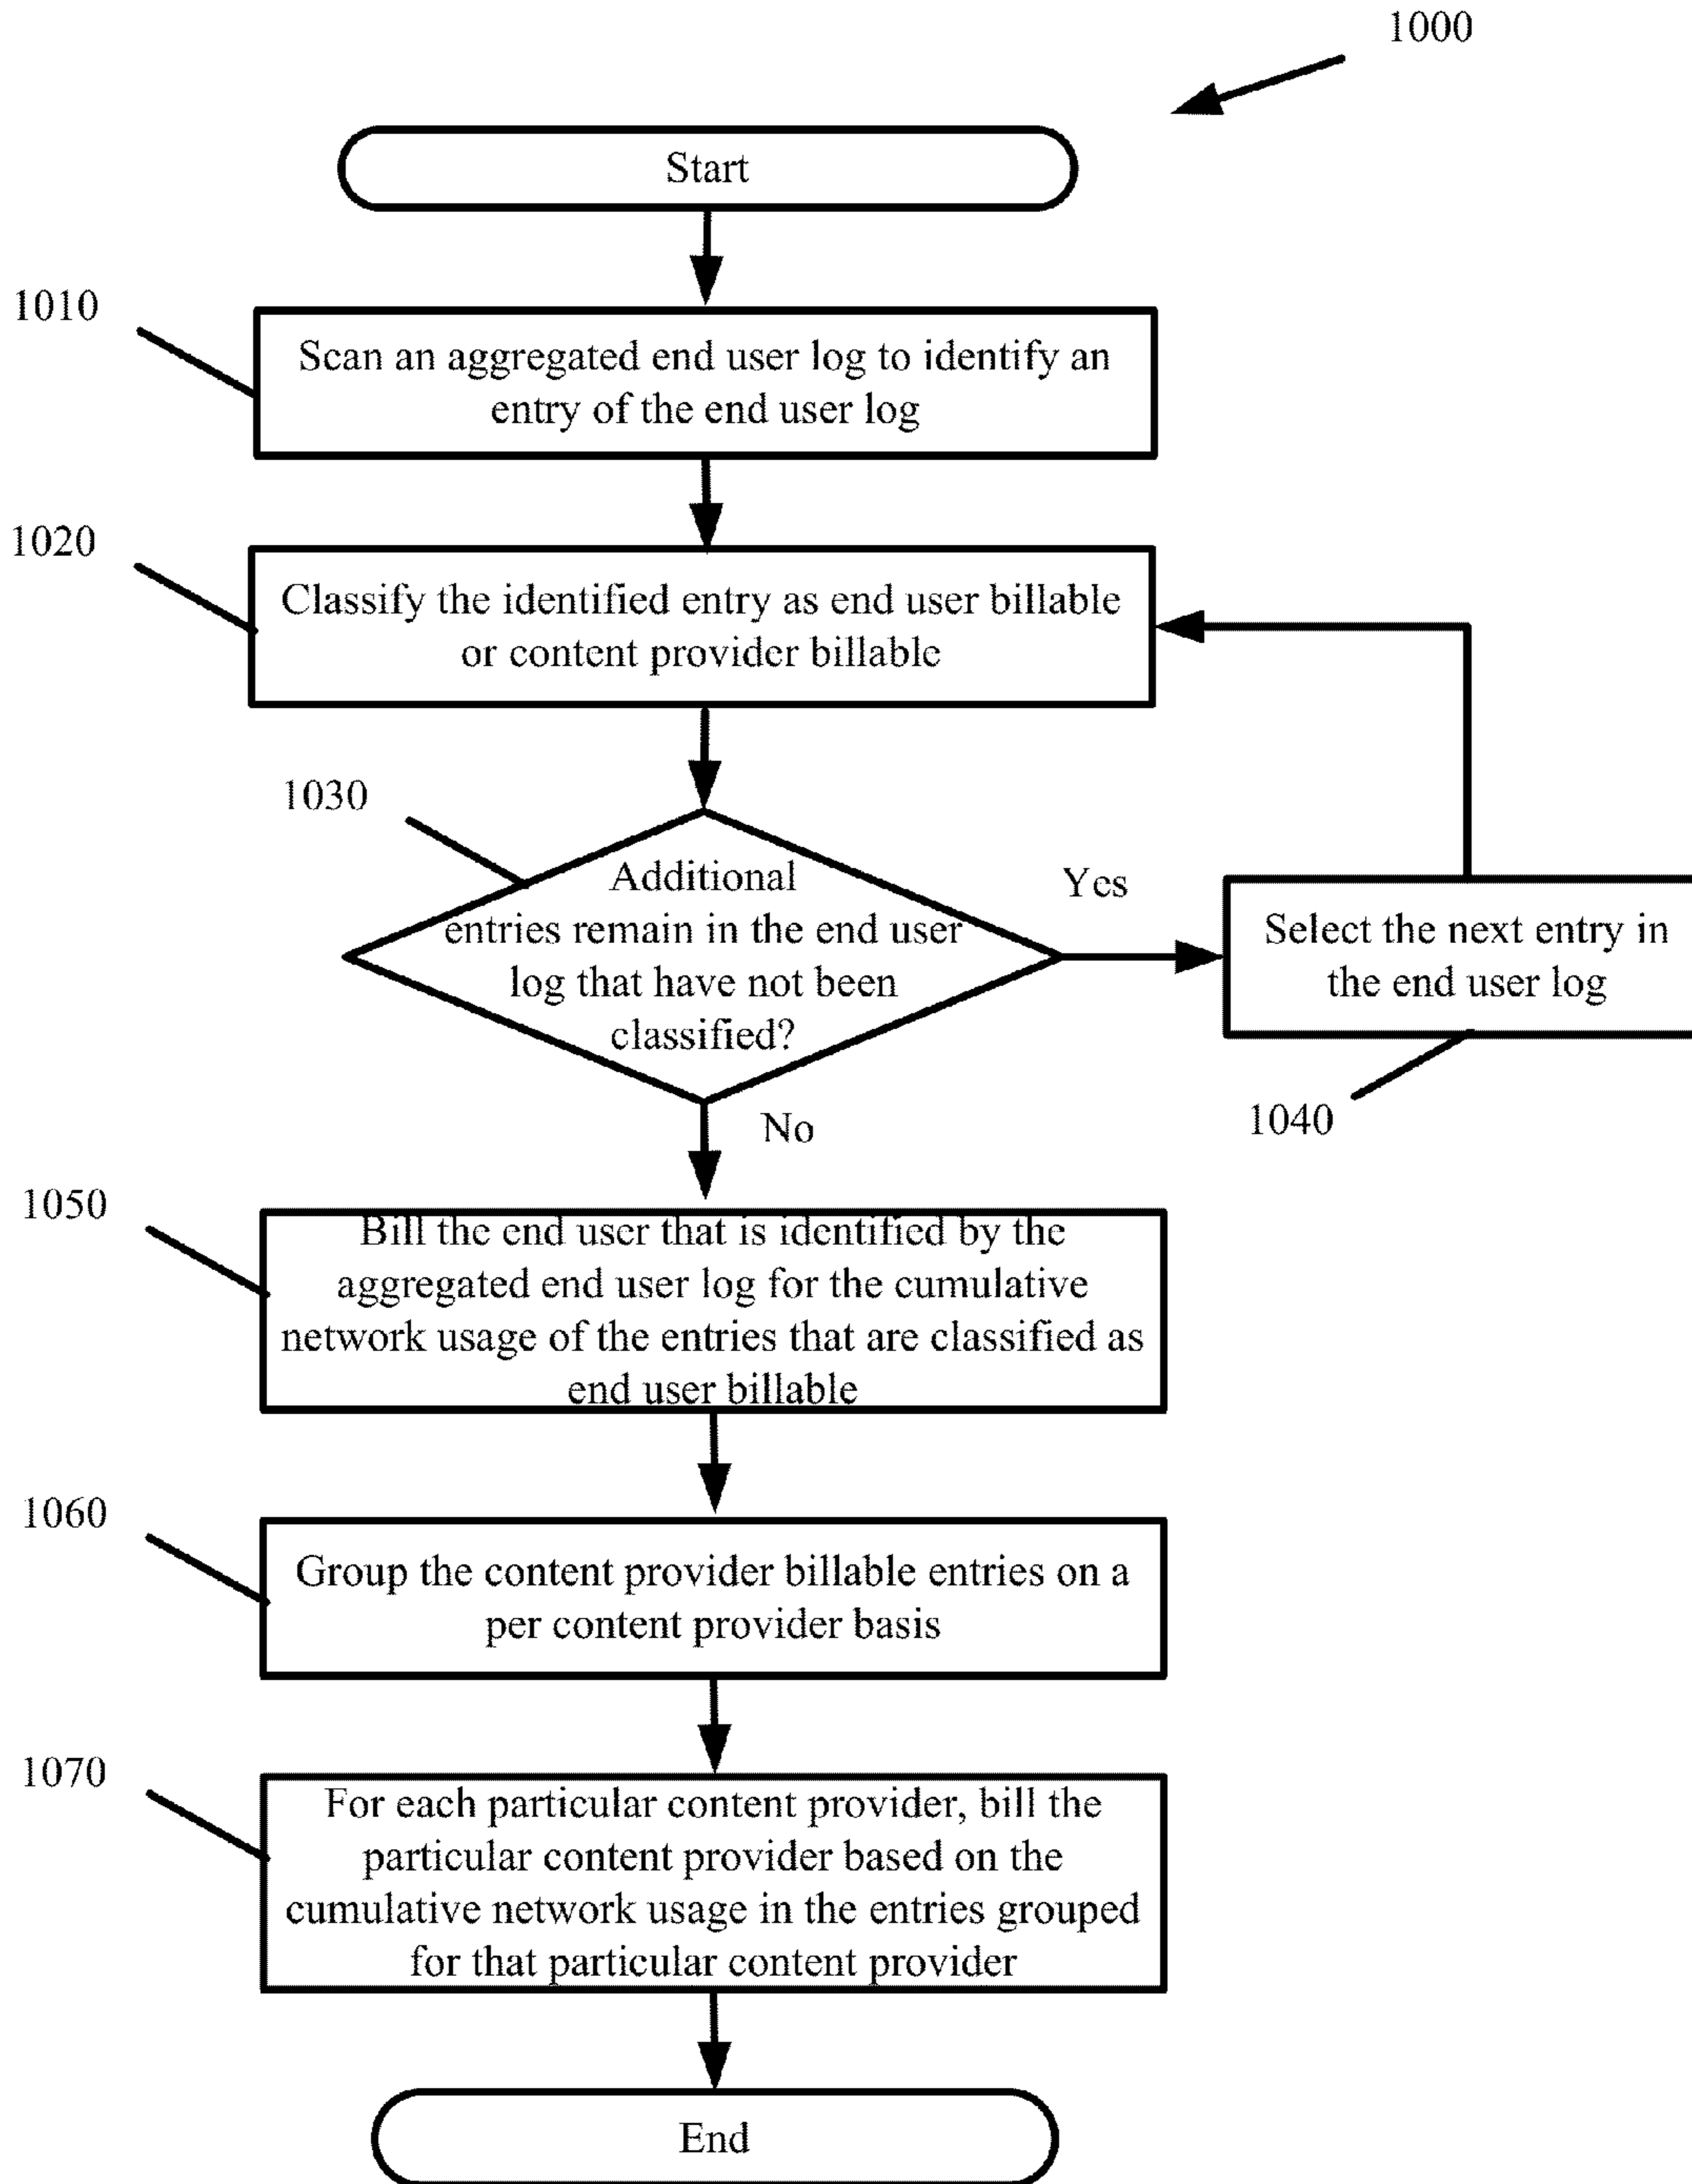 1000
Start
1010
Scan an aggregated end user log to identify an
entry of the end user log
1020
Classify the identified entry as end user billable
or content provider billable
1030
Additional
entries remain in the end user
log that have not been
classified?
Yes
Select the next entry in
the end user log
1040
No
1050
Bill the end user that is identified by the
aggregated end user log for the cumulative
network usage of the entries that are classified as
end user billable
1060
Group the content provider billable entries on a
per content provider basis
1070
For each particular content provider, bill the
particular content provider based on the
cumulative network usage in the entries grouped
for that particular content provider
End